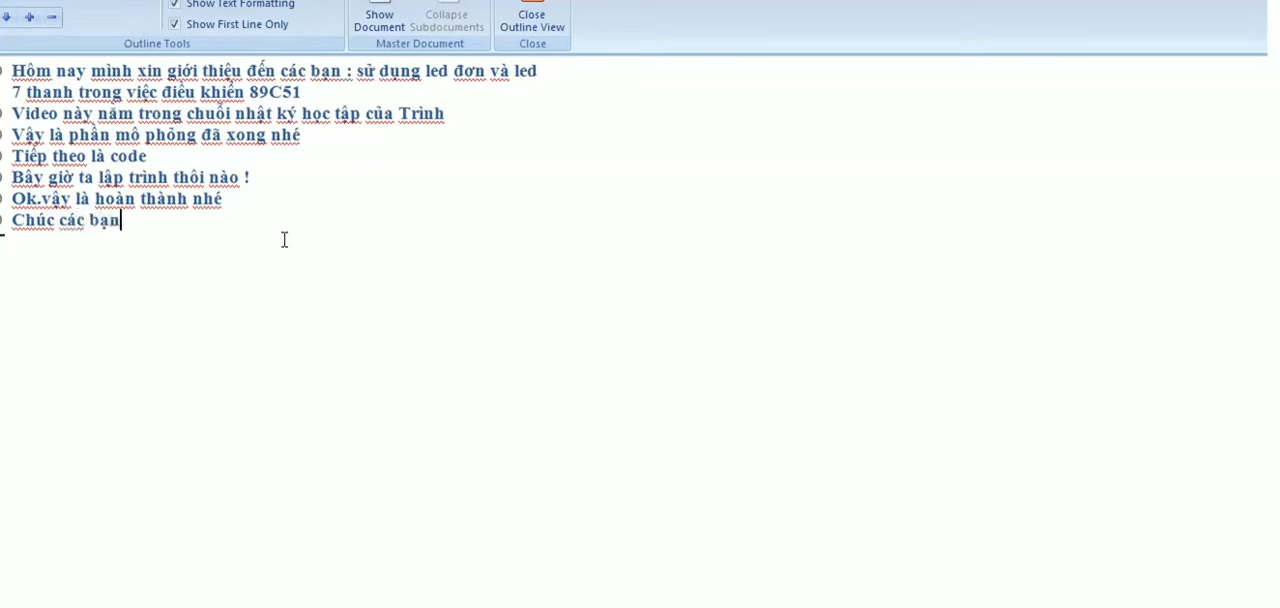 Show Text Formatting
Show First Line Only
Outline Tools
Show Document
Collapse Subdocuments
Master Document
Close Outline View
Close
Hôm nay mình xin giới thiệu đến các bạn : sử dụng led đơn và led
7 thanh trong việc điều khiển 89C51
Video này nằm trong chuỗi nhật ký học tập của Trình
Vậy là phần mô phỏng đã xong nhé
Tiếp theo là code
Bây giờ ta lập trình thôi nào !
Ok.vậy là hoàn thành nhé
Chúc các bạn